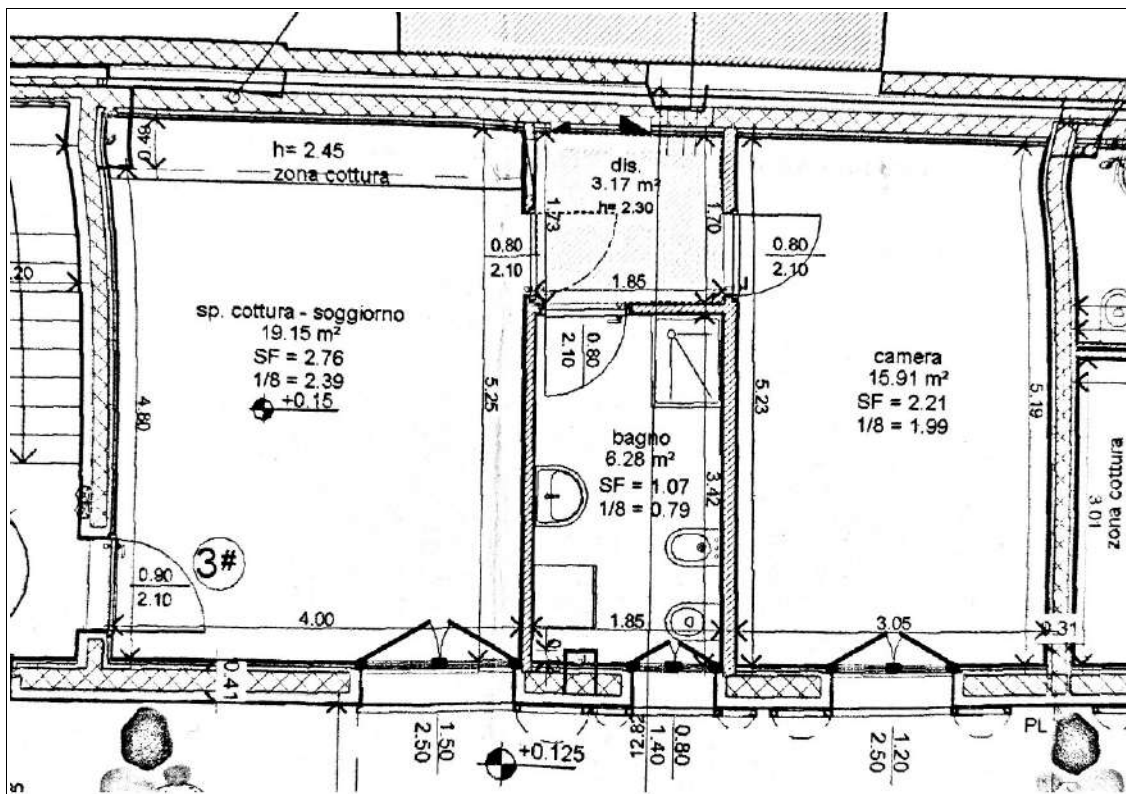 h= 2.45
zona cottura
0.48
dis.
3.17 m²
h= 2.30
1.73
1.70
0.80
2.10
1.85
0.80
2.10
.20
sp. cottura - soggiorno
19.15 m²
SF = 2.76
1/8 = 2.39
+0.15
4.80
5.25
0.80
2.10
bagno
6.28 m²
SF = 1.07
1/8 = 0.79
3.42
5.23
camera
15.91 m²
SF = 2.21
1/8 = 1.99
5.19
zona cottura
3.01
3#
0.90
2.10
4.00
1.85
3.05
0.31
0.41
1.50
2.50
+0.125
0.80
1.40
12.82
1.20
2.50
PL